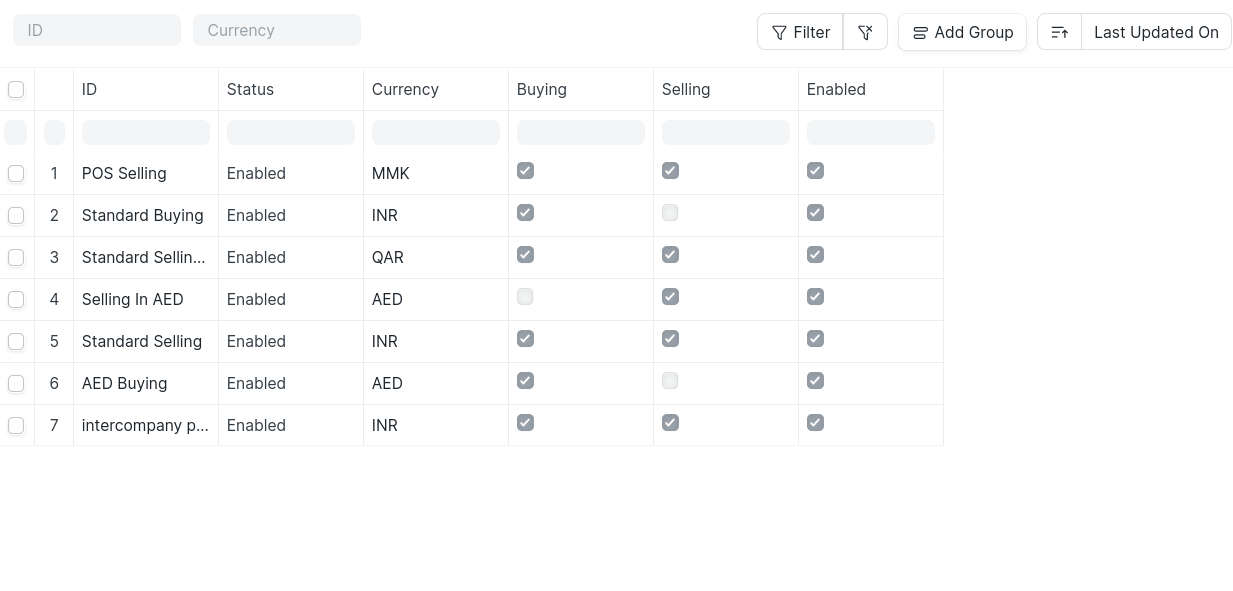 ID Currency Filter Add Group Last Updated On
ID Status Currency Buying Selling Enabled
1 POS Selling Enabled MMK
2 Standard Buying Enabled INR
3 Standard Sellin... Enabled QAR
4 Selling In AED Enabled AED
5 Standard Selling Enabled INR
6 AED Buying Enabled AED
7 intercompany p... Enabled INR